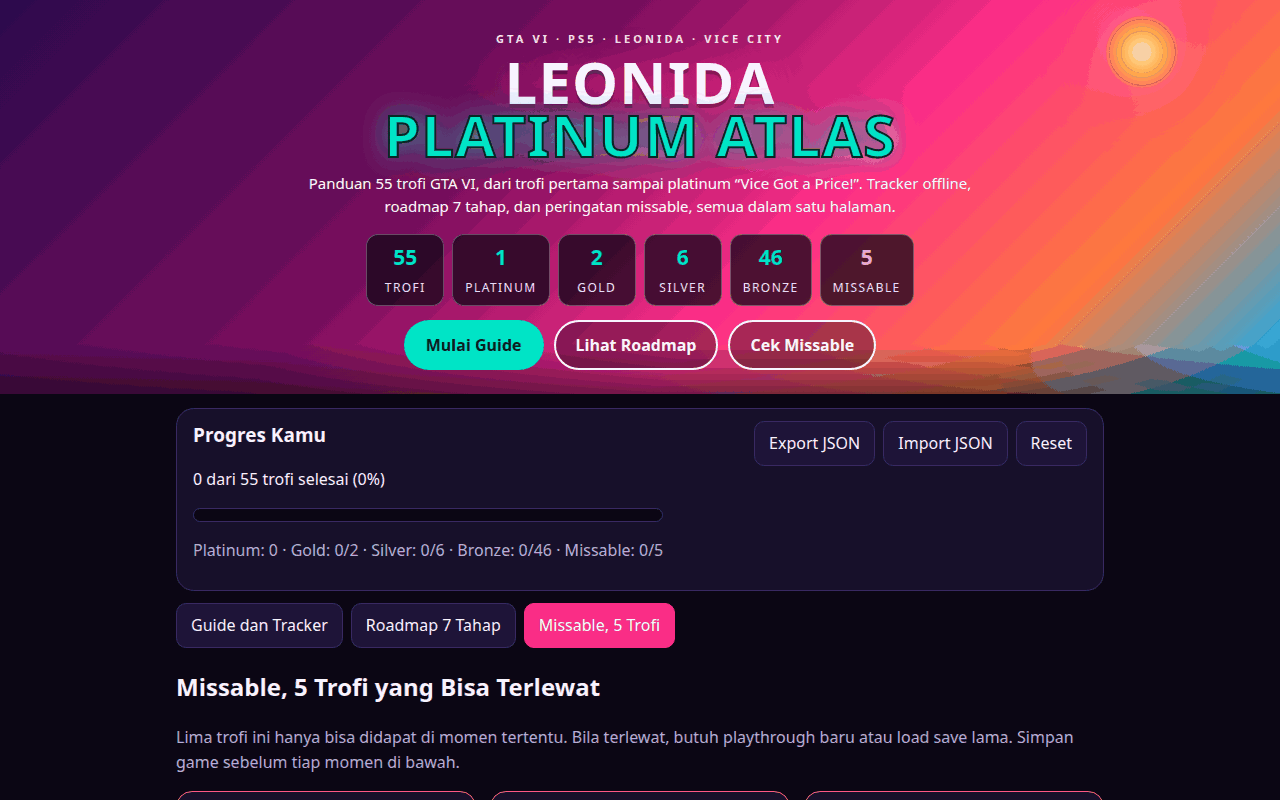 GTA VI · PS5 · LEONIDA · VICE CITY
LEONIDA
PLATINUM ATLAS
Panduan 55 trofi GTA VI, dari trofi pertama sampai platinum “Vice Got a Price!”. Tracker offline,
roadmap 7 tahap, dan peringatan missable, semua dalam satu halaman.
55
TROFI
1
PLATINUM
2
GOLD
6
SILVER
46
BRONZE
5
MISSABLE
Mulai Guide
Lihat Roadmap
Cek Missable
Progres Kamu
Export JSON
Import JSON
Reset
0 dari 55 trofi selesai (0%)
Platinum: 0 · Gold: 0/2 · Silver: 0/6 · Bronze: 0/46 · Missable: 0/5
Guide dan Tracker
Roadmap 7 Tahap
Missable, 5 Trofi
Missable, 5 Trofi yang Bisa Terlewat
Lima trofi ini hanya bisa didapat di momen tertentu. Bila terlewat, butuh playthrough baru atau load save lama. Simpan
game sebelum tiap momen di bawah.